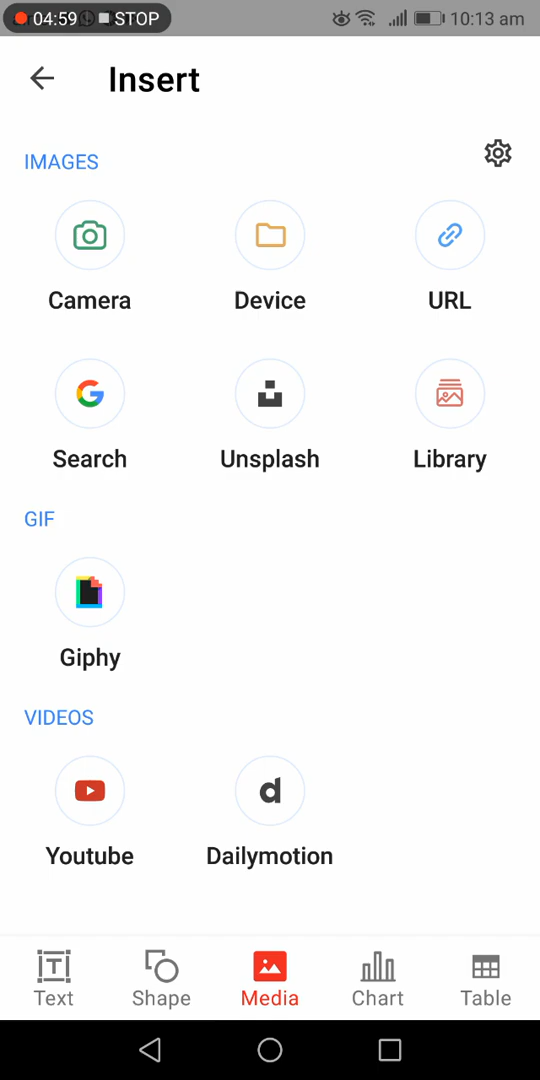 04:59 STOP 10:13 am
Insert
IMAGES
Camera Device URL
Search Unsplash Library
GIF
Giphy
VIDEOS
Youtube Dailymotion
Text Shape Media Chart Table